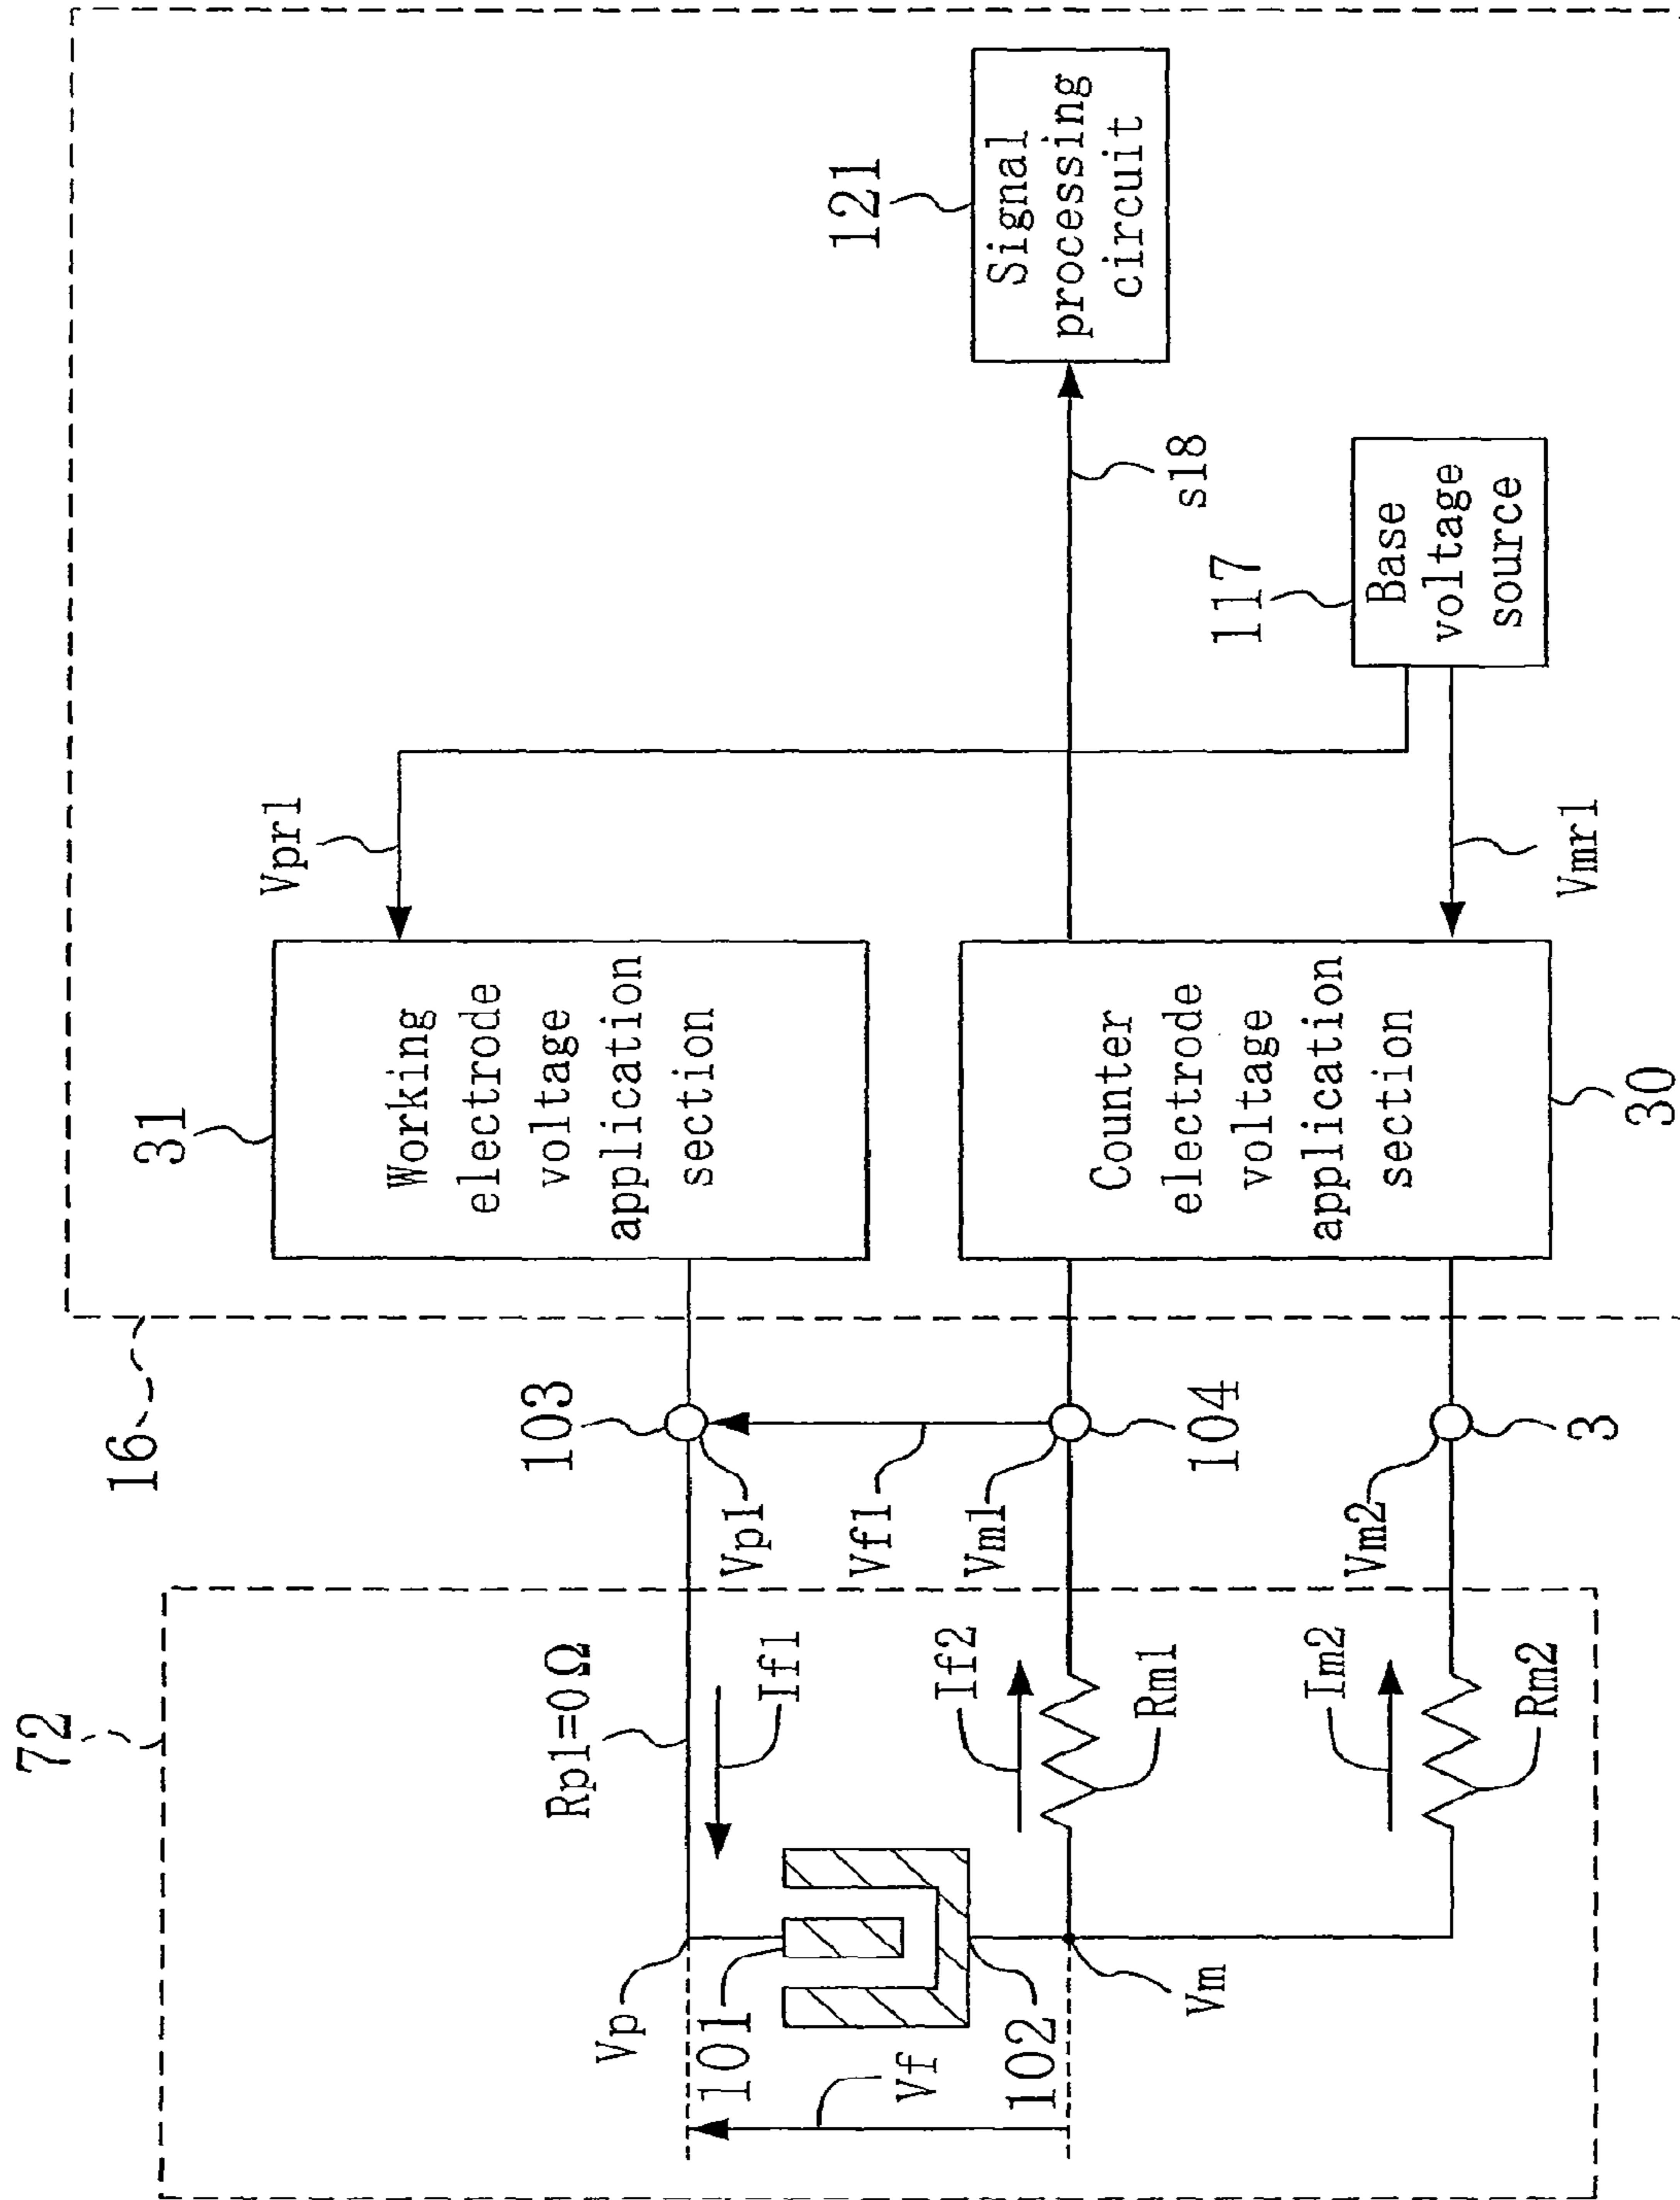 72
16
31
Working
electrode
voltage
application
section
Vpr1
121
Signal
processing
circuit
s18
117
Base
voltage
source
Vmr1
Counter
electrode
voltage
application
section
30
103
Vp1
Vf1
Vm1
104
Vm2
3
Rp1=0Ω
If1
If2
Rm1
Im2
Rm2
Vp
101
102
Vf
Vm